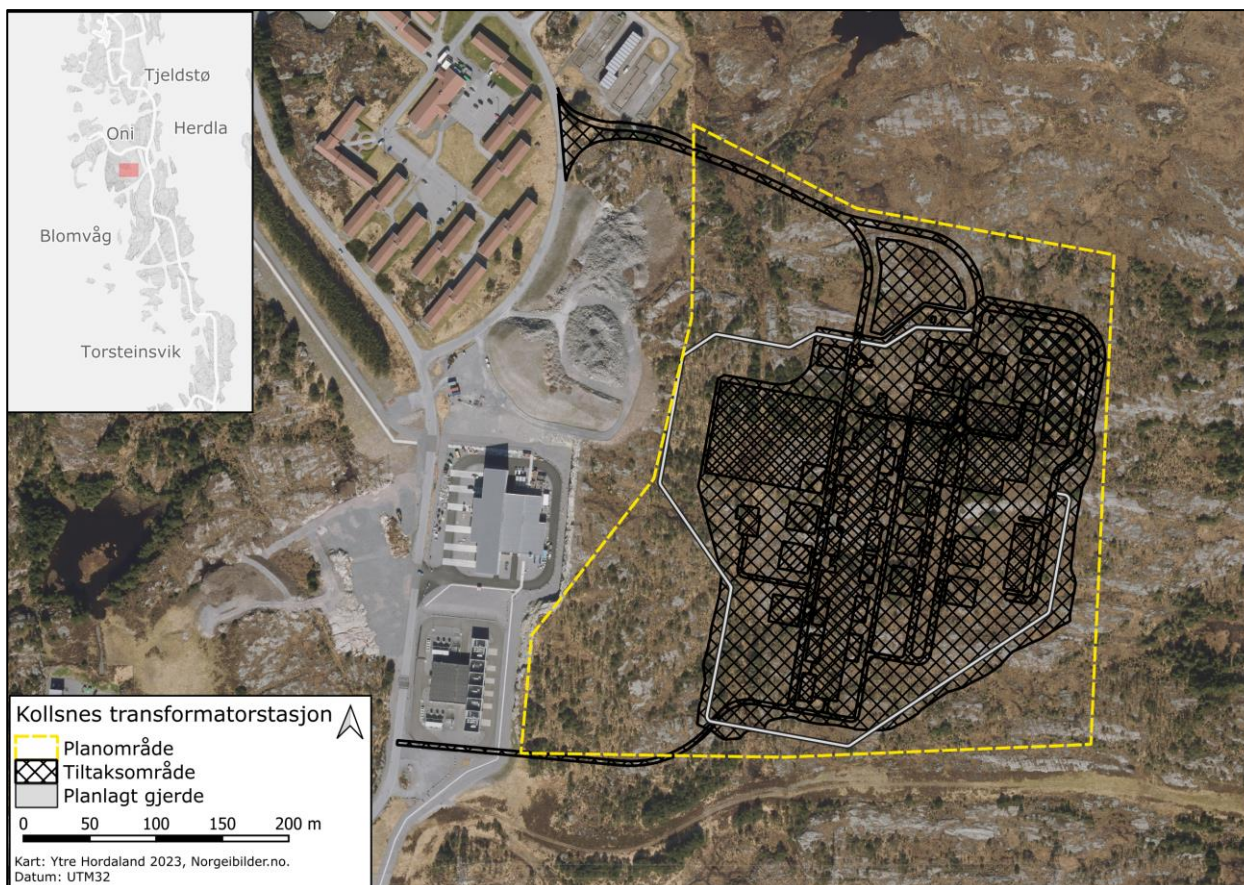 Tjeldstø
Oni
Herdla
Blomvåg
Torsteinsvik
Kollsnes transformatorstasjon
Planområde
Tiltaksområde
Planlagt gjerde
0 50 100 150 200 m
Kart: Ytre Hordaland 2023, Norgeibilder.no.
Datum: UTM32